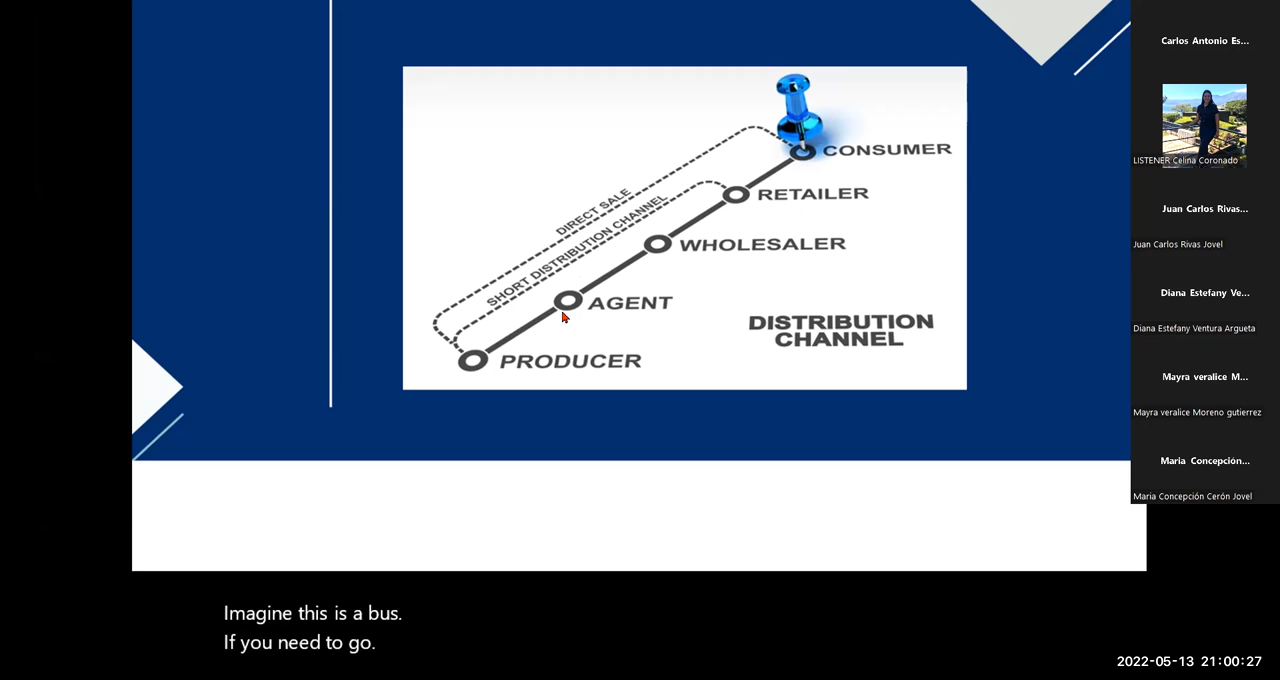 CONSUMER
RETAILER
DIRECT SALE
SHORT DISTRIBUTION CHANNEL
WHOLESALER
AGENT
DISTRIBUTION
CHANNEL
PRODUCER
Carlos Antonio Es...
LISTENER Celina Coronado
Juan Carlos Rivas...
Juan Carlos Rivas Jovel
Diana Estefany Ve...
Diana Estefany Ventura Argueta
Mayra veralice M...
Mayra veralice Moreno gutierrez
Maria Concepción...
Maria Concepción Cerón Jovel
Imagine this is a bus.
If you need to go.
2022-05-13 21:00:27